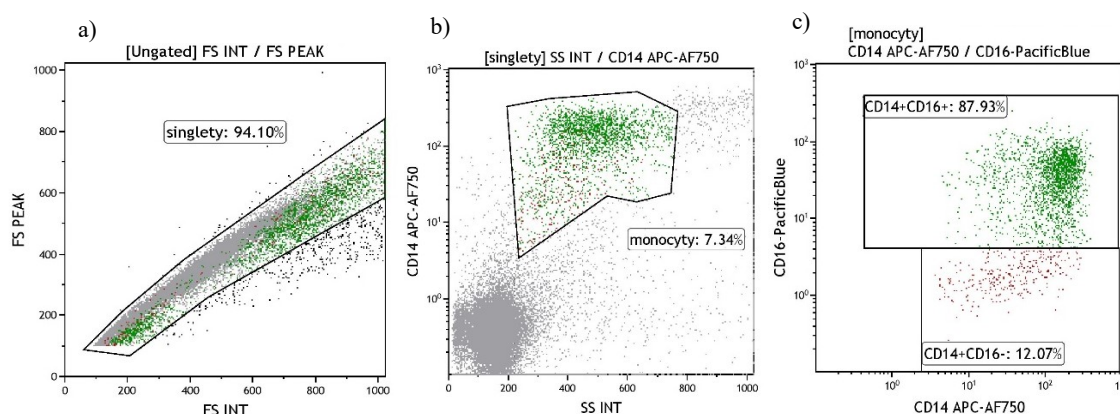 a)
[Ungated] FS INT / FS PEAK
1000
800
600
400
200
0
singlety: 94.10%
FS PEAK
0
200
400
600
800
1000
FS INT
b)
[singlety] SS INT / CD14 APC-AF750
10³
10²
10¹
10⁰
monocyty: 7.34%
CD14 APC-AF750
0
200
400
600
800
1000
SS INT
c)
[monocyty]
CD14 APC-AF750 / CD16-PacificBlue
10³
10²
10¹
10⁰
CD14+CD16+: 87.93%
CD14+CD16-: 12.07%
CD16-PacificBlue
10⁰
10¹
10²
CD14 APC-AF750